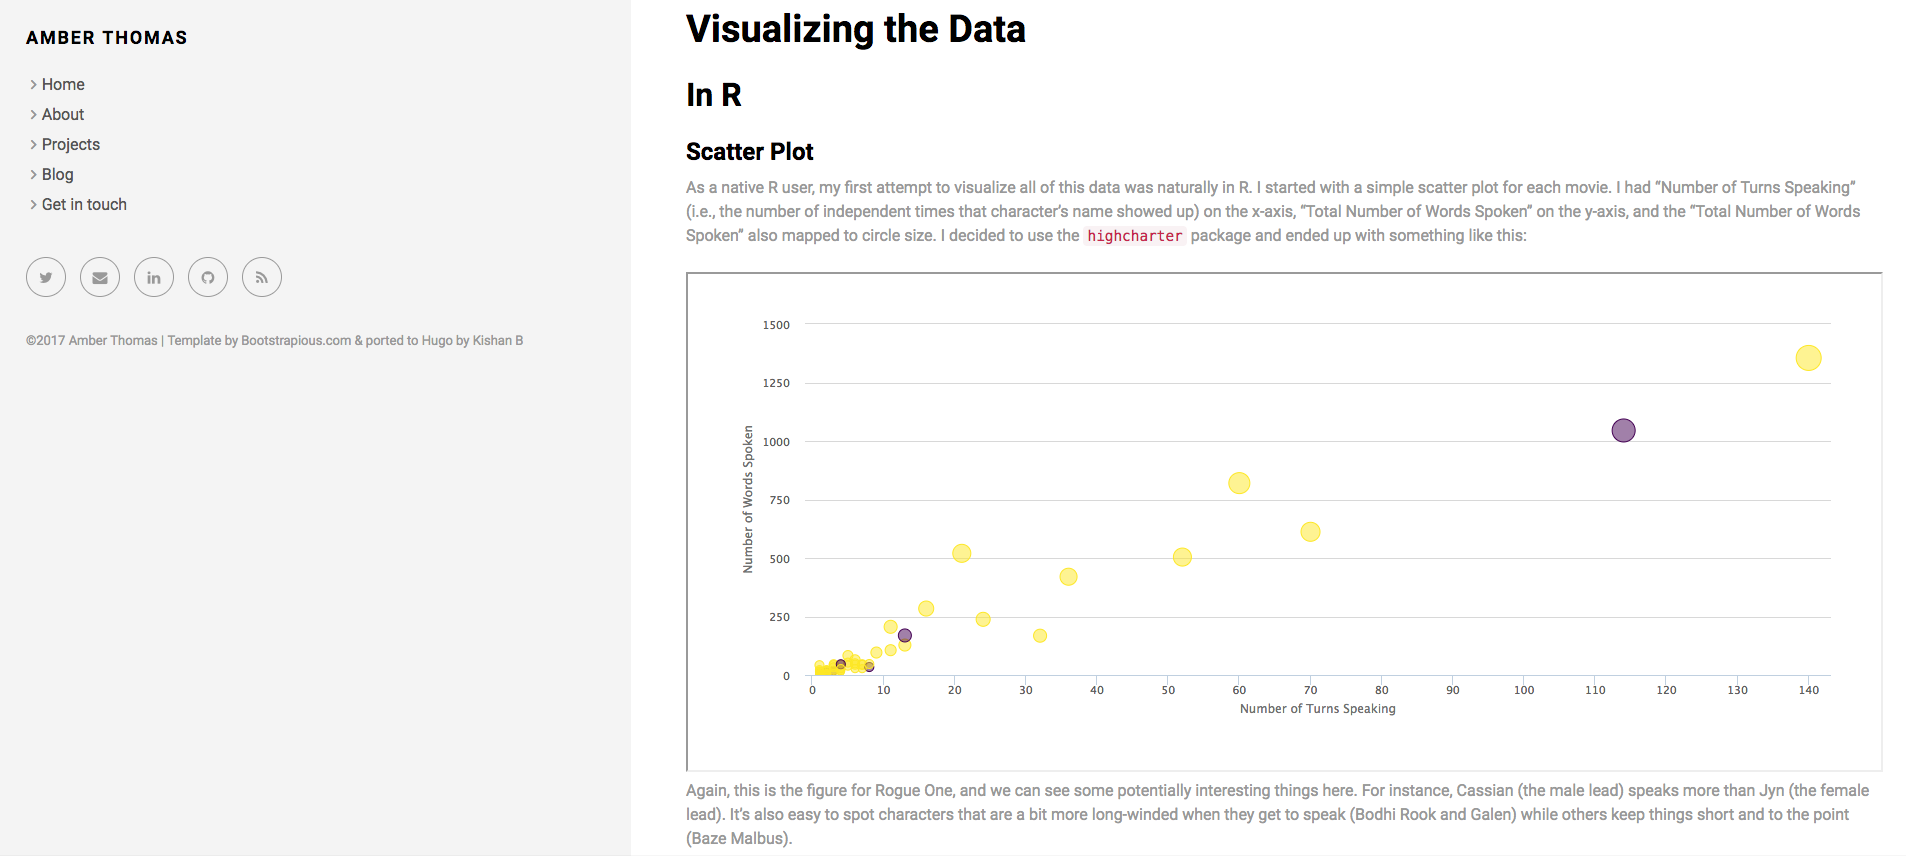 AMBER THOMAS
Home
About
Projects
Blog
Get in touch
©2017 Amber Thomas | Template by Bootstrapious.com & ported to Hugo by Kishan B
Visualizing the Data
In R
Scatter Plot
As a native R user, my first attempt to visualize all of this data was naturally in R. I started with a simple scatter plot for each movie. I had “Number of Turns Speaking”
(i.e., the number of independent times that character’s name showed up) on the x-axis, “Total Number of Words Spoken” on the y-axis, and the “Total Number of Words
Spoken” also mapped to circle size. I decided to use the highcharter package and ended up with something like this:
Number of Words Spoken
1500
1250
1000
750
500
250
0
0 10 20 30 40 50 60 70 80 90 100 110 120 130 140
Number of Turns Speaking
Again, this is the figure for Rogue One, and we can see some potentially interesting things here. For instance, Cassian (the male lead) speaks more than Jyn (the female
lead). It’s also easy to spot characters that are a bit more long-winded when they get to speak (Bodhi Rook and Galen) while others keep things short and to the point
(Baze Malbus).